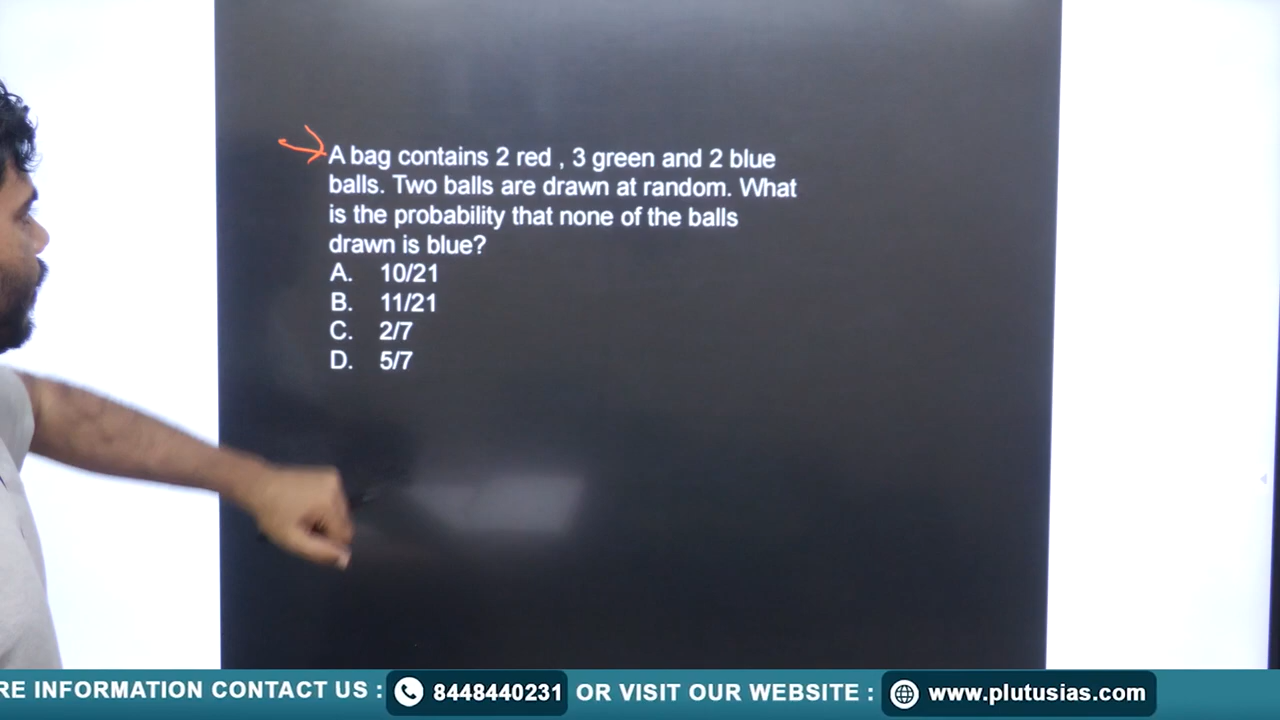 A bag contains 2 red , 3 green and 2 blue
balls. Two balls are drawn at random. What
is the probability that none of the balls
drawn is blue?
A. 10/21
B. 11/21
C. 2/7
D. 5/7
RE INFORMATION CONTACT US : 8448440231 OR VISIT OUR WEBSITE : www.plutusias.com